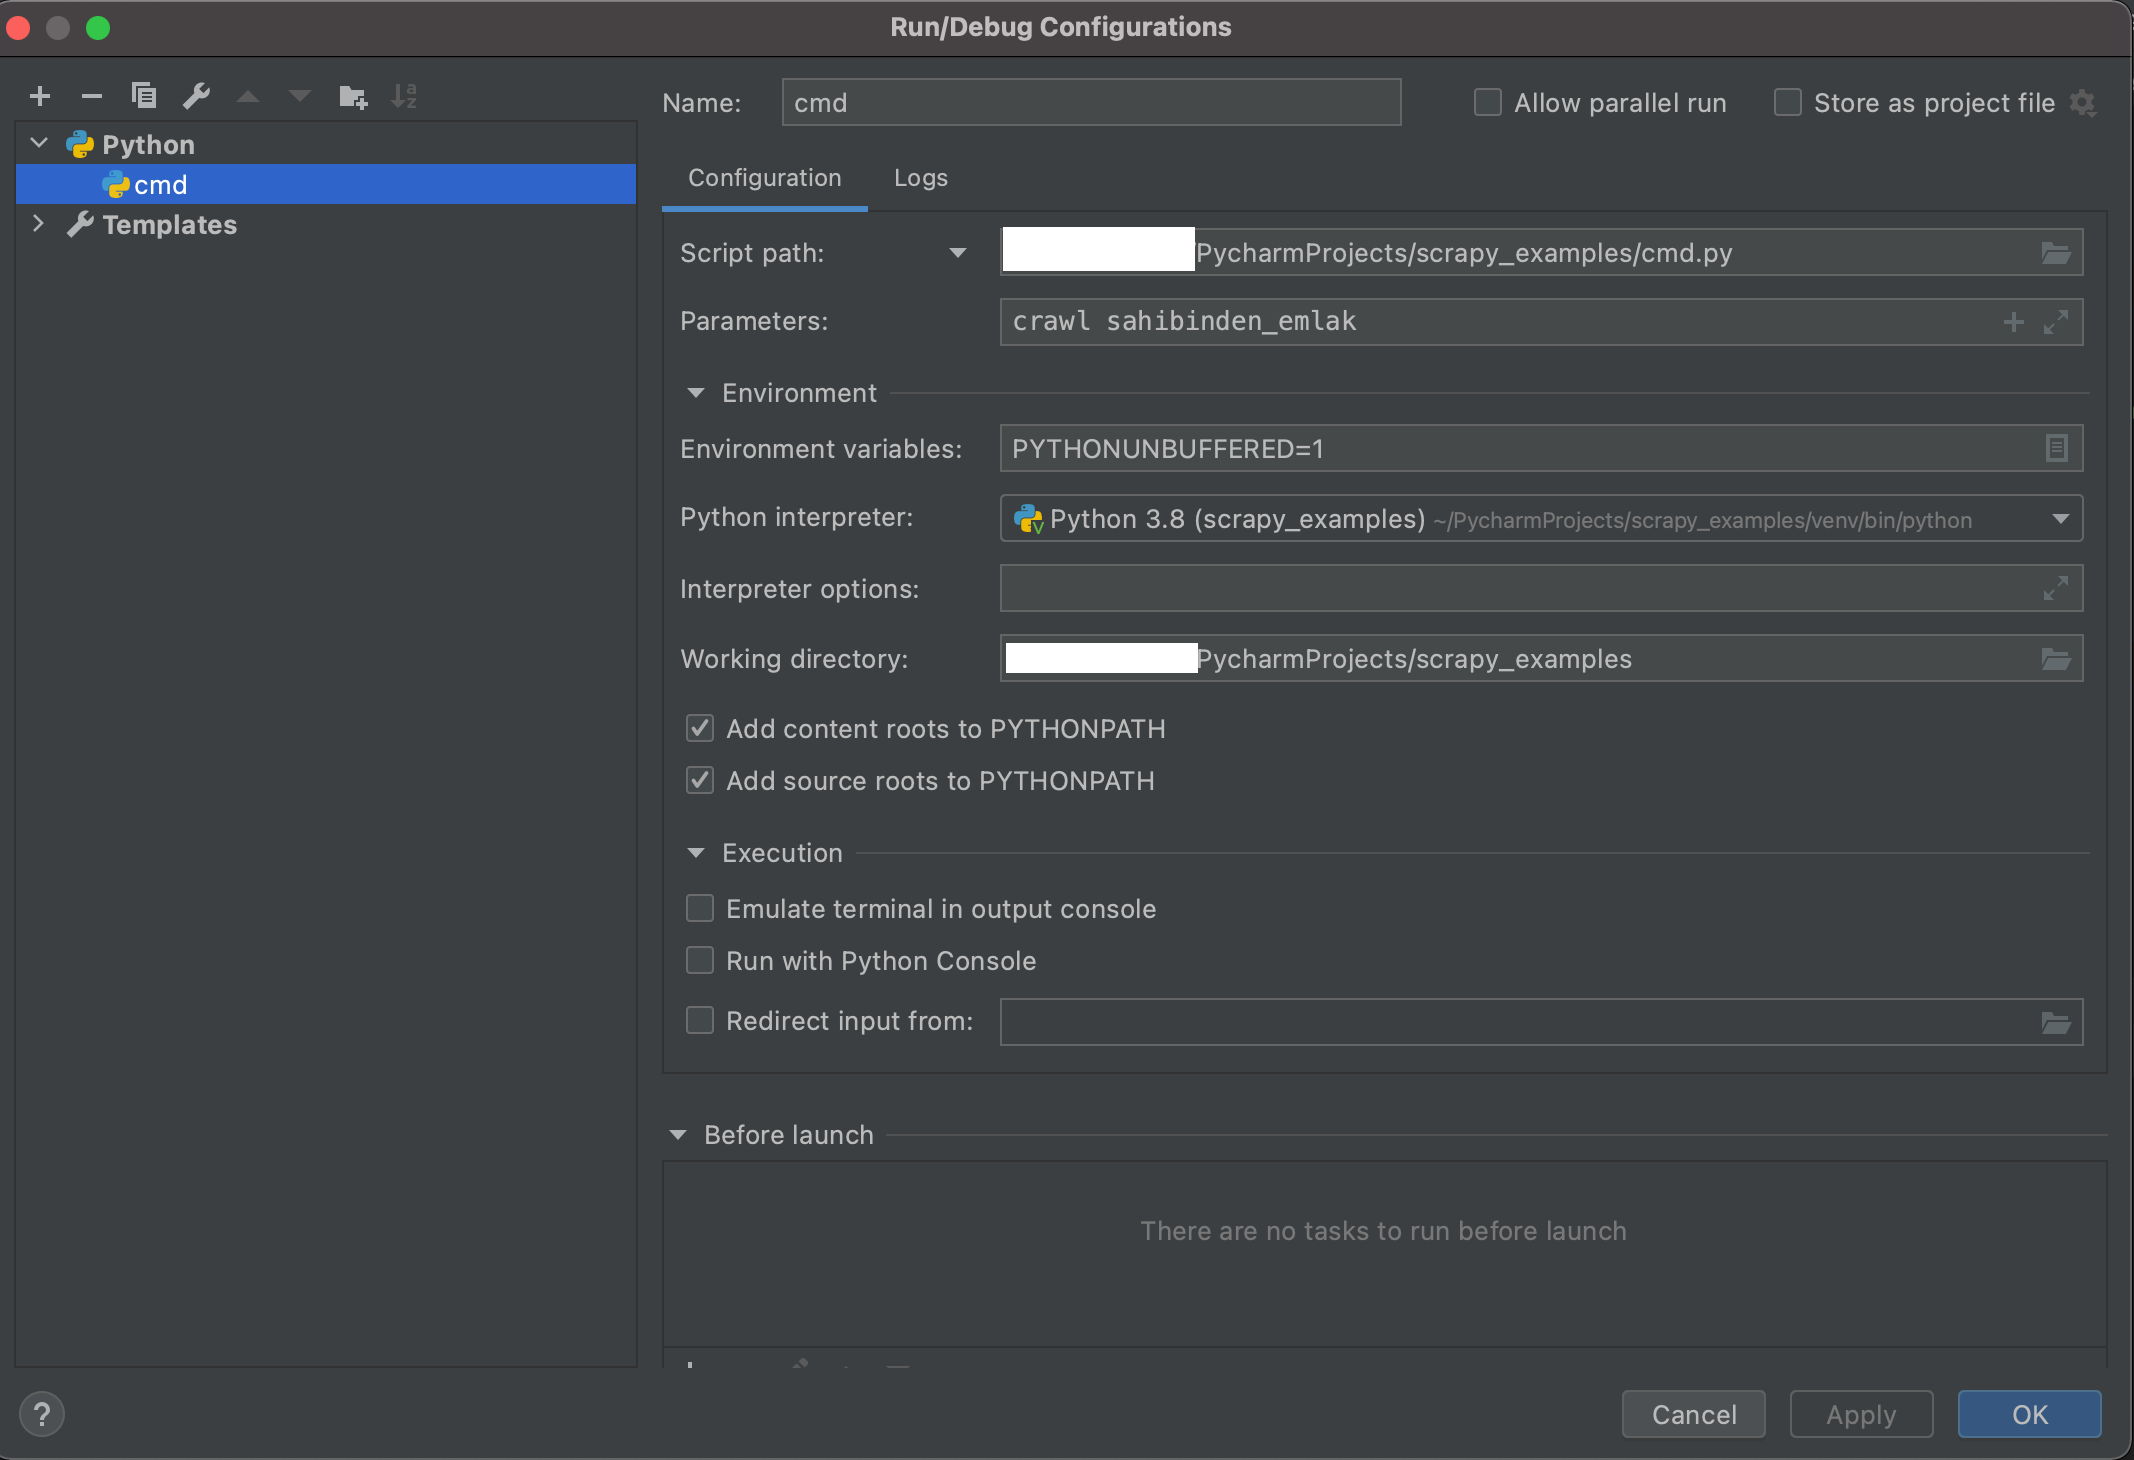 Run/Debug Configurations
Name: cmd
Allow parallel run
Store as project file
Python
cmd
Templates
Configuration Logs
Script path: PycharmProjects/scrapy_examples/cmd.py
Parameters: crawl sahibinden_emlak
Environment
Environment variables: PYTHONUNBUFFERED=1
Python interpreter: Python 3.8 (scrapy_examples) ~/PycharmProjects/scrapy_examples/venv/bin/python
Interpreter options:
Working directory: PycharmProjects/scrapy_examples
Add content roots to PYTHONPATH
Add source roots to PYTHONPATH
Execution
Emulate terminal in output console
Run with Python Console
Redirect input from:
Before launch
There are no tasks to run before launch
? Cancel Apply OK